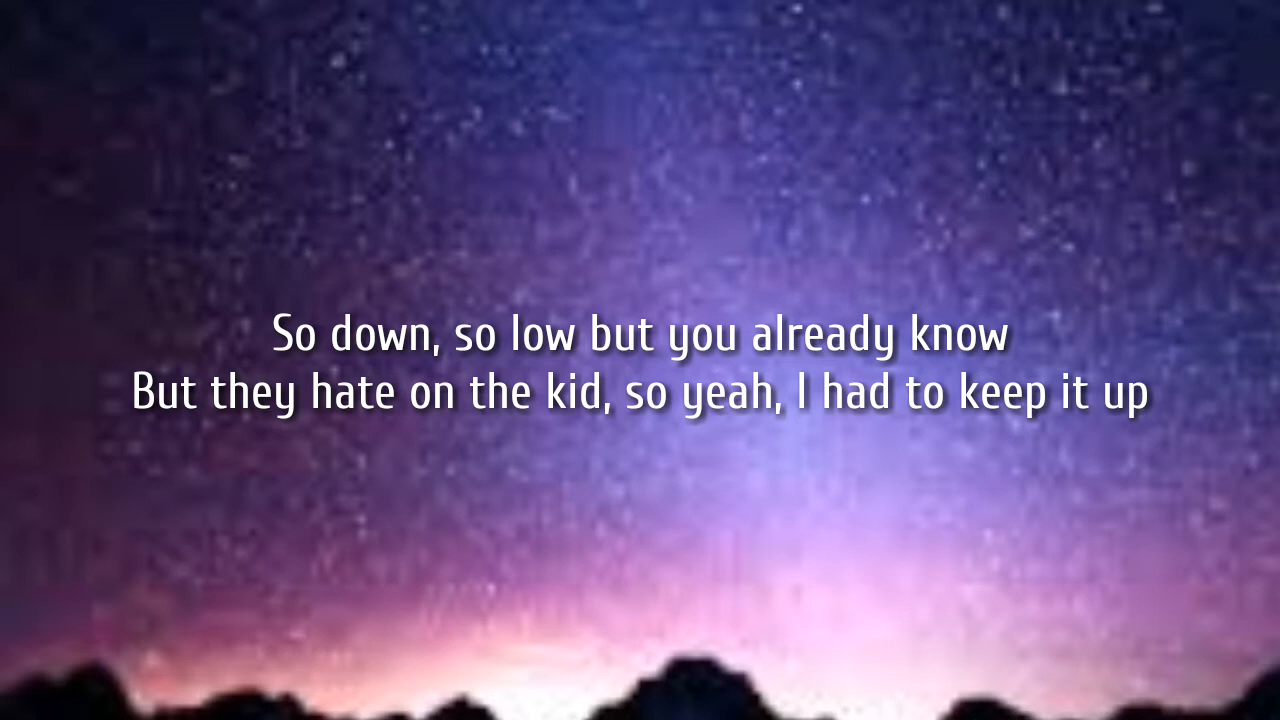 So down, so low but you already know
But they hate on the kid, so yeah, I had to keep it up